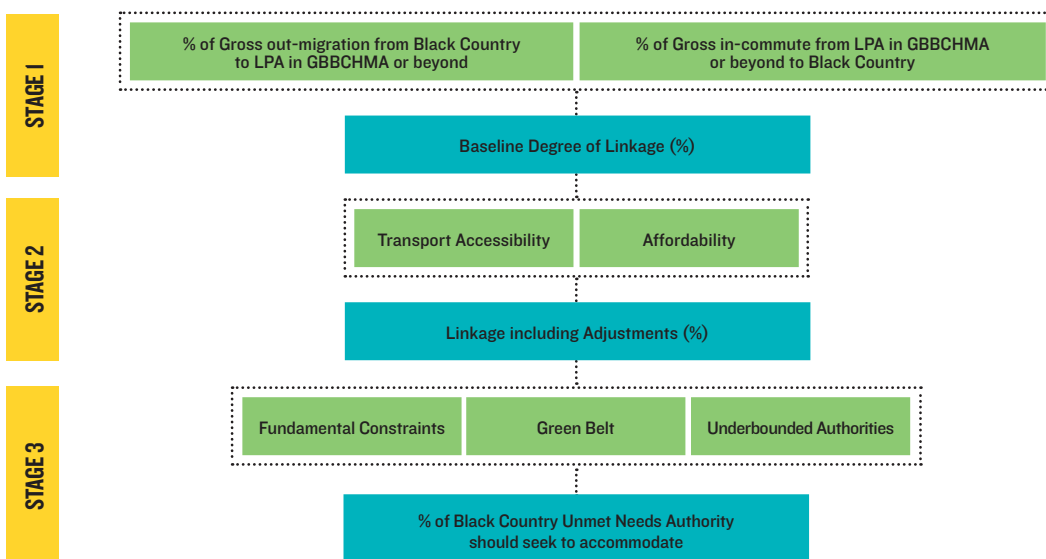 STAGE 1
% of Gross out-migration from Black Country
to LPA in GBBCHMA or beyond
% of Gross in-commute from LPA in GBBCHMA
or beyond to Black Country
Baseline Degree of Linkage (%)
STAGE 2
Transport Accessibility
Affordability
Linkage including Adjustments (%)
STAGE 3
Fundamental Constraints
Green Belt
Underbounded Authorities
% of Black Country Unmet Needs Authority
should seek to accommodate